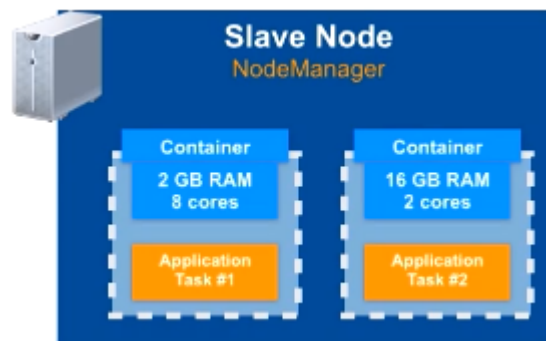 Slave Node
NodeManager
Container
2 GB RAM
8 cores
Application
Task #1
Container
16 GB RAM
2 cores
Application
Task #2